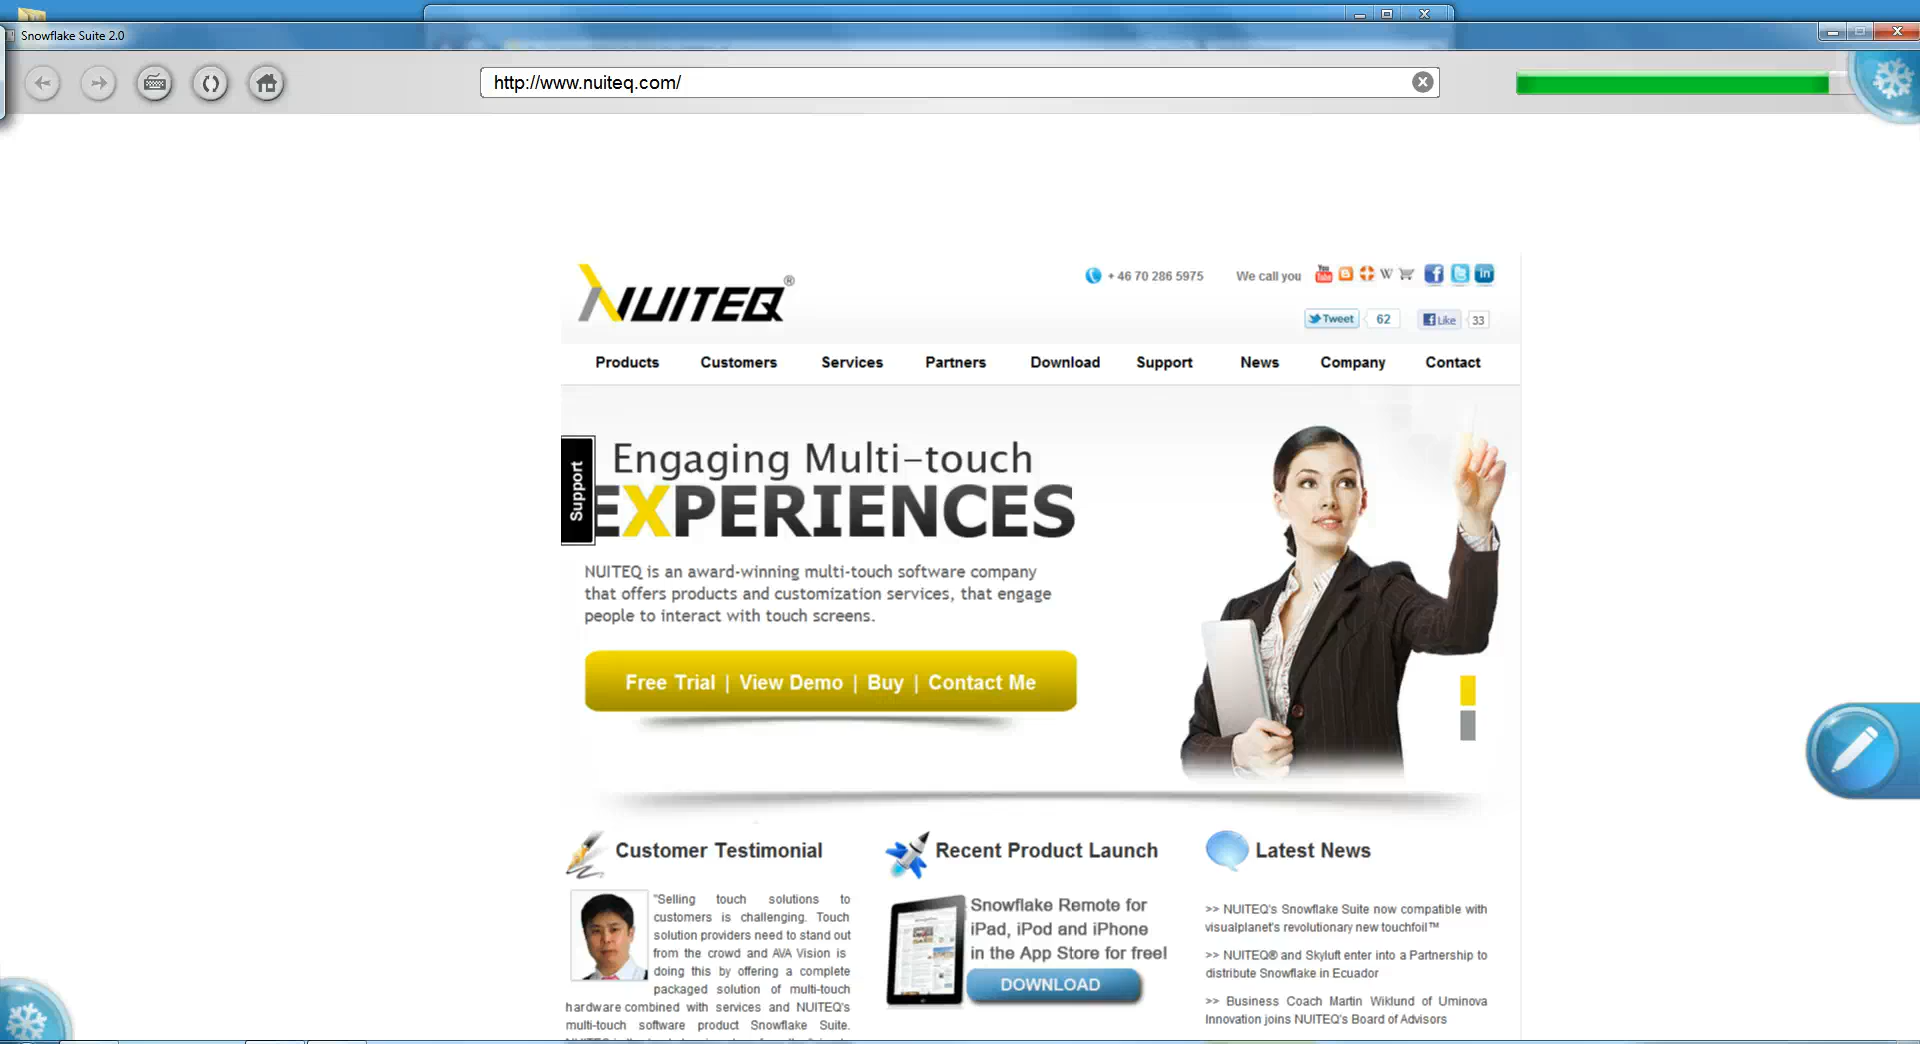 Snowflake Suite 2.0
http://www.nuiteq.com/
NUITEQ®
+ 46 70 286 5975
We call you
You Tube
W
Tweet
62
Like
33
Products
Customers
Services
Partners
Download
Support
News
Company
Contact
Support
Engaging Multi-touch
EXPERIENCES
NUITEQ is an award-winning multi-touch software company
that offers products and customization services, that engage
people to interact with touch screens.
Free Trial | View Demo | Buy | Contact Me
Customer Testimonial
"Selling touch solutions to
customers is challenging. Touch
solution providers need to stand out
from the crowd and AVA Vision is
doing this by offering a complete
packaged solution of multi-touch
hardware combined with services and NUITEQ's
multi-touch software product Snowflake Suite.
Recent Product Launch
Snowflake Remote for
iPad, iPod and iPhone
in the App Store for free!
DOWNLOAD
Latest News
>> NUITEQ's Snowflake Suite now compatible with
visualplanet's revolutionary new touchfoil™
>> NUITEQ® and Skyluft enter into a Partnership to
distribute Snowflake in Ecuador
>> Business Coach Martin Wiklund of Uminova
Innovation joins NUITEQ's Board of Advisors